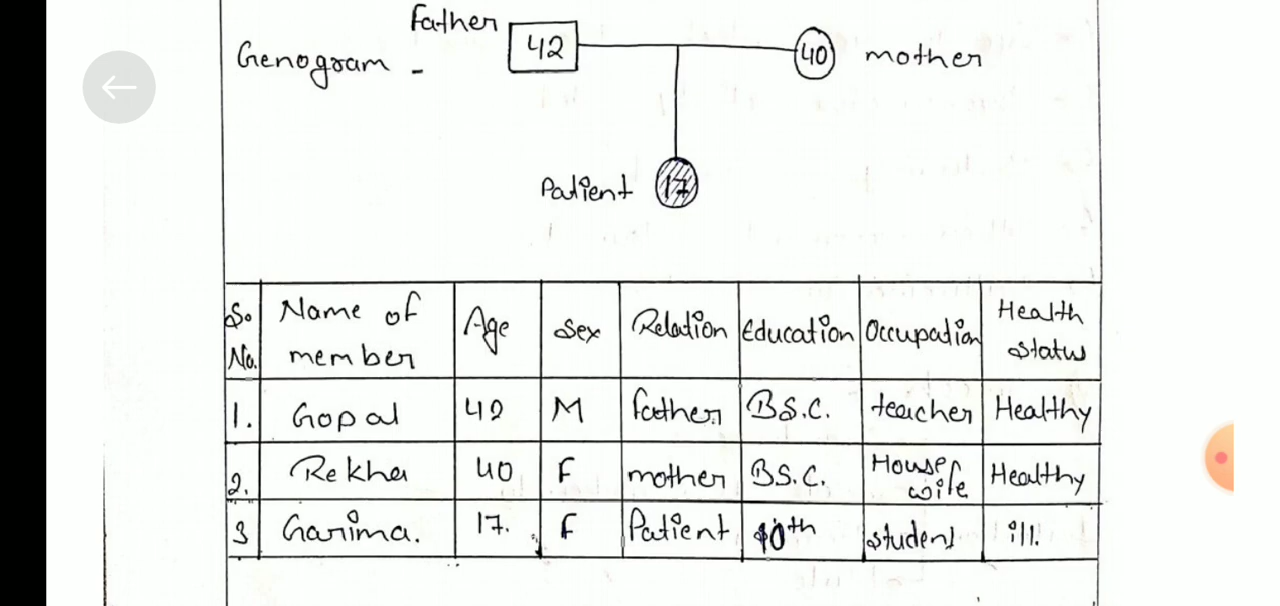 Father
42
40
mother
Genogram -
Patient
17
S. No. Name of member Age Sex Relation Education Occupation Health Status
1. Gopal 42 M father B.S.C. teacher Healthy
2. Rekha 40 F mother B.S.C. House wife Healthy
3 Garima. 17. F Patient 10th student ill.